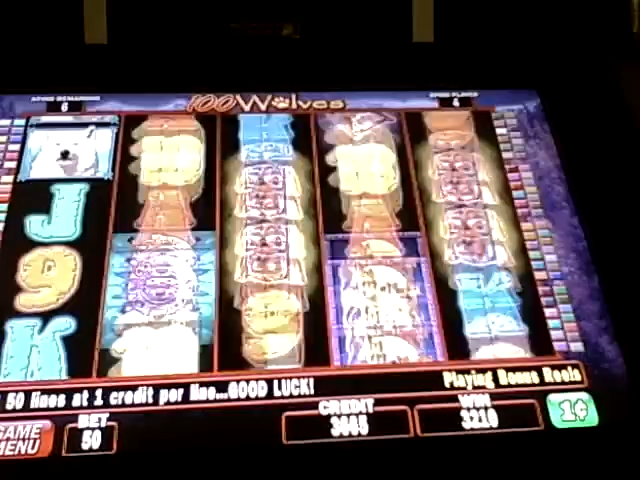 100 Wolves
6
4
J
9
K
50 lines at 1 credit per line...GOOD LUCK!
Playing Bonus Reels
GAME MENU
BET
50
CREDIT
WIN
3210
1¢